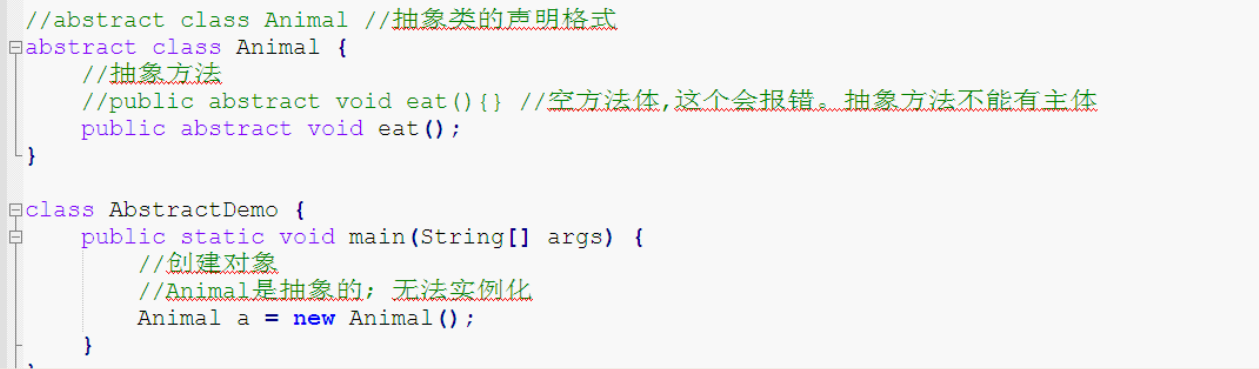 //abstract class Animal //抽象类的声明格式
abstract class Animal {
    //抽象方法
    //public abstract void eat(){} //空方法体,这个会报错。抽象方法不能有主体
    public abstract void eat();
}

class AbstractDemo {
    public static void main(String[] args) {
        //创建对象
        //Animal是抽象的; 无法实例化
        Animal a = new Animal();
    }
}